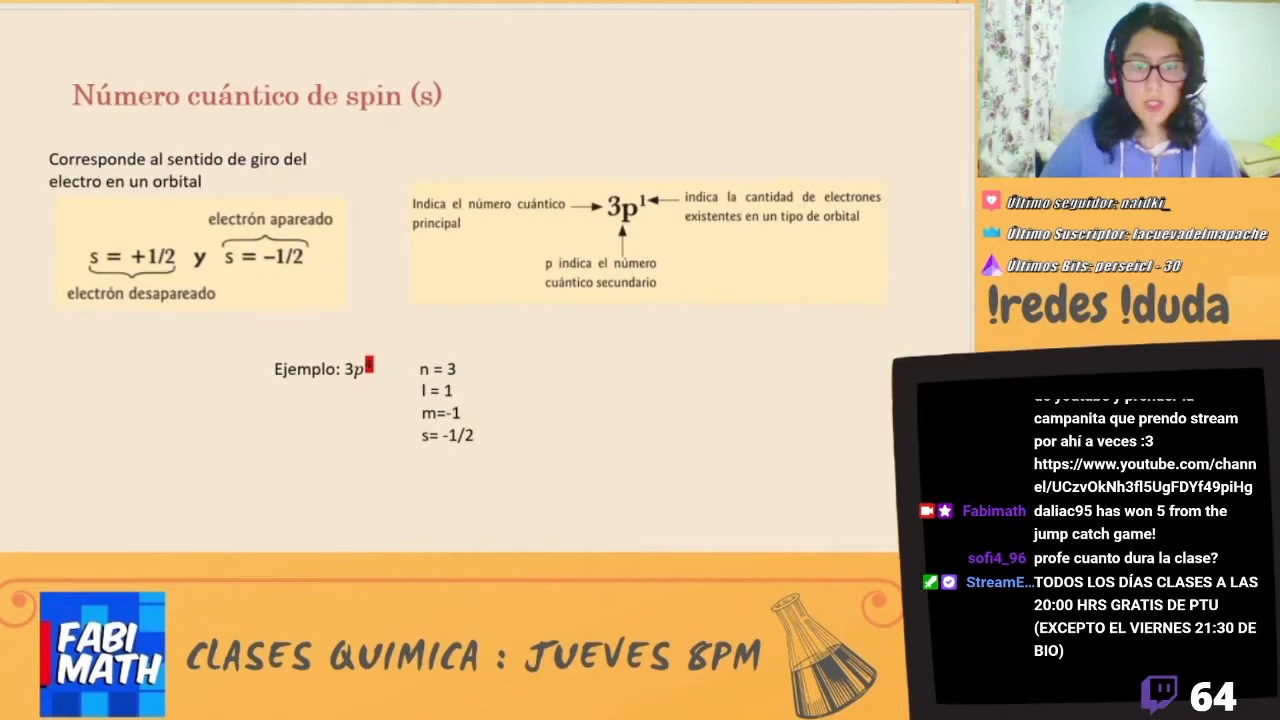 Número cuántico de spin (s)
Corresponde al sentido de giro del
electro en un orbital
electrón apareado
s = +1/2 y s = −1/2
electrón desapareado
Indica el número cuántico
principal
3p¹
indica la cantidad de electrones
existentes en un tipo de orbital
p indica el número
cuántico secundario
Ejemplo: 3p⁴
n = 3
l = 1
m=-1
s= -1/2
Último seguidor: naidki_
Último Suscriptor: lacuevadelmapache
Últimos Bits: perseicl - 30
!redes !duda
campanita que prendo stream
por ahí a veces :3
https://www.youtube.com/chann
el/UCzvOkNh3fl5UgFDYf49piHg
Fabimath daliac95 has won 5 from the
jump catch game!
sofi4_96 profe cuanto dura la clase?
StreamE... TODOS LOS DÍAS CLASES A LAS
20:00 HRS GRATIS DE PTU
(EXCEPTO EL VIERNES 21:30 DE
BIO)
64
FABI
MATH
CLASES QUIMICA : JUEVES 8PM